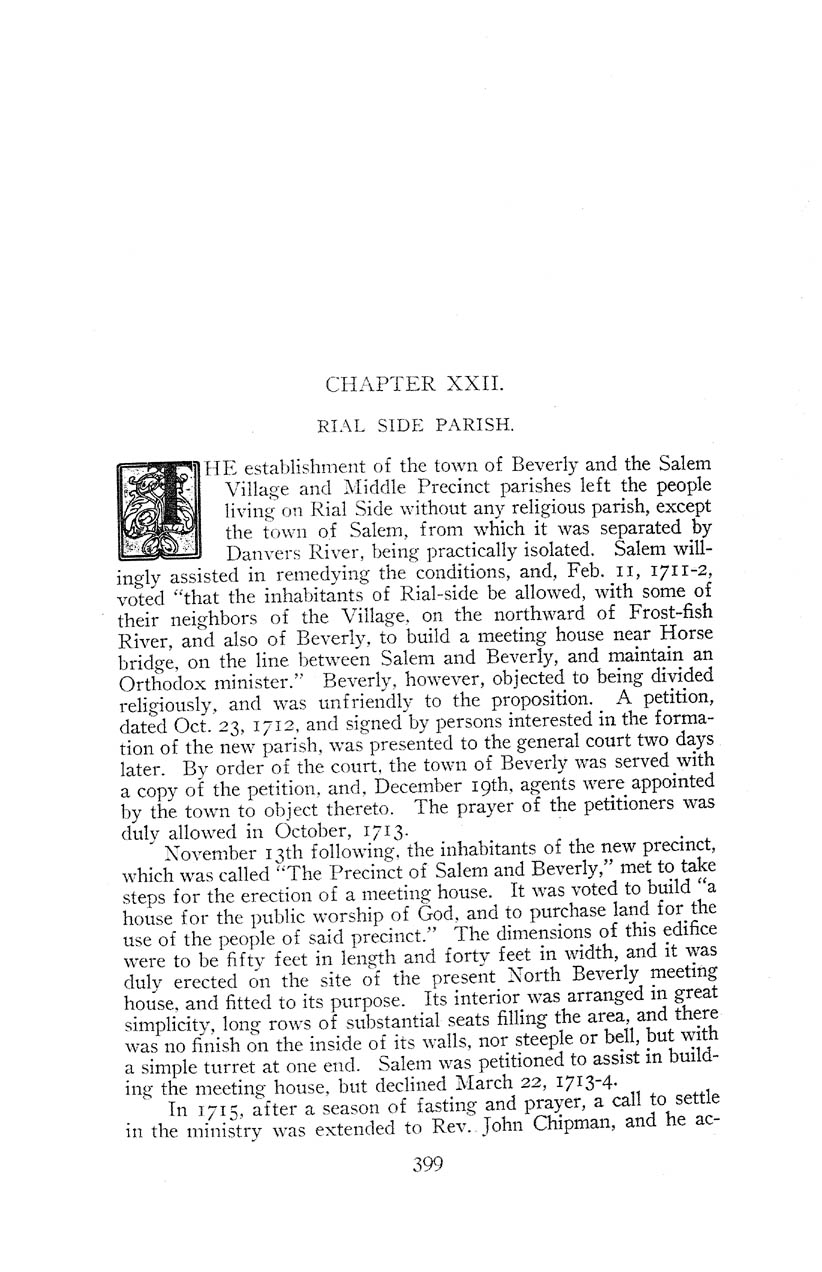 CHAPTER XXII.
RIAL SIDE PARISH.
THE establishment of the town of Beverly and the Salem
Village and Middle Precinct parishes left the people
living on Rial Side without any religious parish, except
the town of Salem, from which it was separated by
Danvers River, being practically isolated. Salem will-
ingly assisted in remedying the conditions, and, Feb. 11, 1711-2,
voted “that the inhabitants of Rial-side be allowed, with some of
their neighbors of the Village, on the northward of Frost-fish
River, and also of Beverly, to build a meeting house near Horse
bridge, on the line between Salem and Beverly, and maintain an
Orthodox minister.” Beverly, however, objected to being divided
religiously, and was unfriendly to the proposition. A petition,
dated Oct. 23, 1712, and signed by persons interested in the forma-
tion of the new parish, was presented to the general court two days
later. By order of the court, the town of Beverly was served with
a copy of the petition, and, December 19th, agents were appointed
by the town to object thereto. The prayer of the petitioners was
duly allowed in October, 1713.
November 13th following, the inhabitants of the new precinct,
which was called “The Precinct of Salem and Beverly,” met to take
steps for the erection of a meeting house. It was voted to build “a
house for the public worship of God, and to purchase land for the
use of the people of said precinct.” The dimensions of this edifice
were to be fifty feet in length and forty feet in width, and it was
duly erected on the site of the present North Beverly meeting
house, and fitted to its purpose. Its interior was arranged in great
simplicity, long rows of substantial seats filling the area, and there
was no finish on the inside of its walls, nor steeple or bell, but with
a simple turret at one end. Salem was petitioned to assist in build-
ing the meeting house, but declined March 22, 1713-4.
In 1715, after a season of fasting and prayer, a call to settle
in the ministry was extended to Rev. John Chipman, and he ac-
399